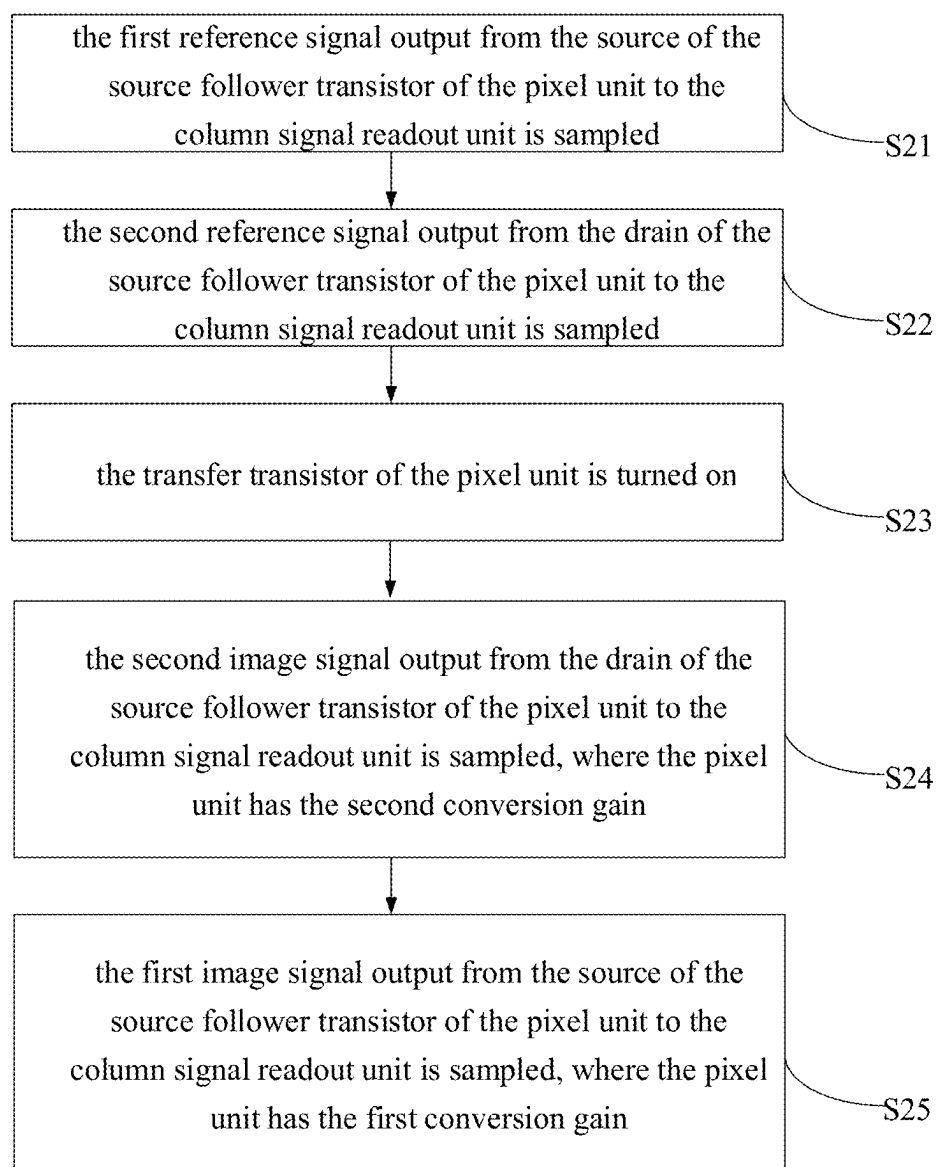 the first reference signal output from the source of the
source follower transistor of the pixel unit to the
column signal readout unit is sampled
S21
the second reference signal output from the drain of the
source follower transistor of the pixel unit to the
column signal readout unit is sampled
S22
the transfer transistor of the pixel unit is turned on
S23
the second image signal output from the drain of the
source follower transistor of the pixel unit to the
column signal readout unit is sampled, where the pixel
unit has the second conversion gain
S24
the first image signal output from the source of the
source follower transistor of the pixel unit to the
column signal readout unit is sampled, where the pixel
unit has the first conversion gain
S25